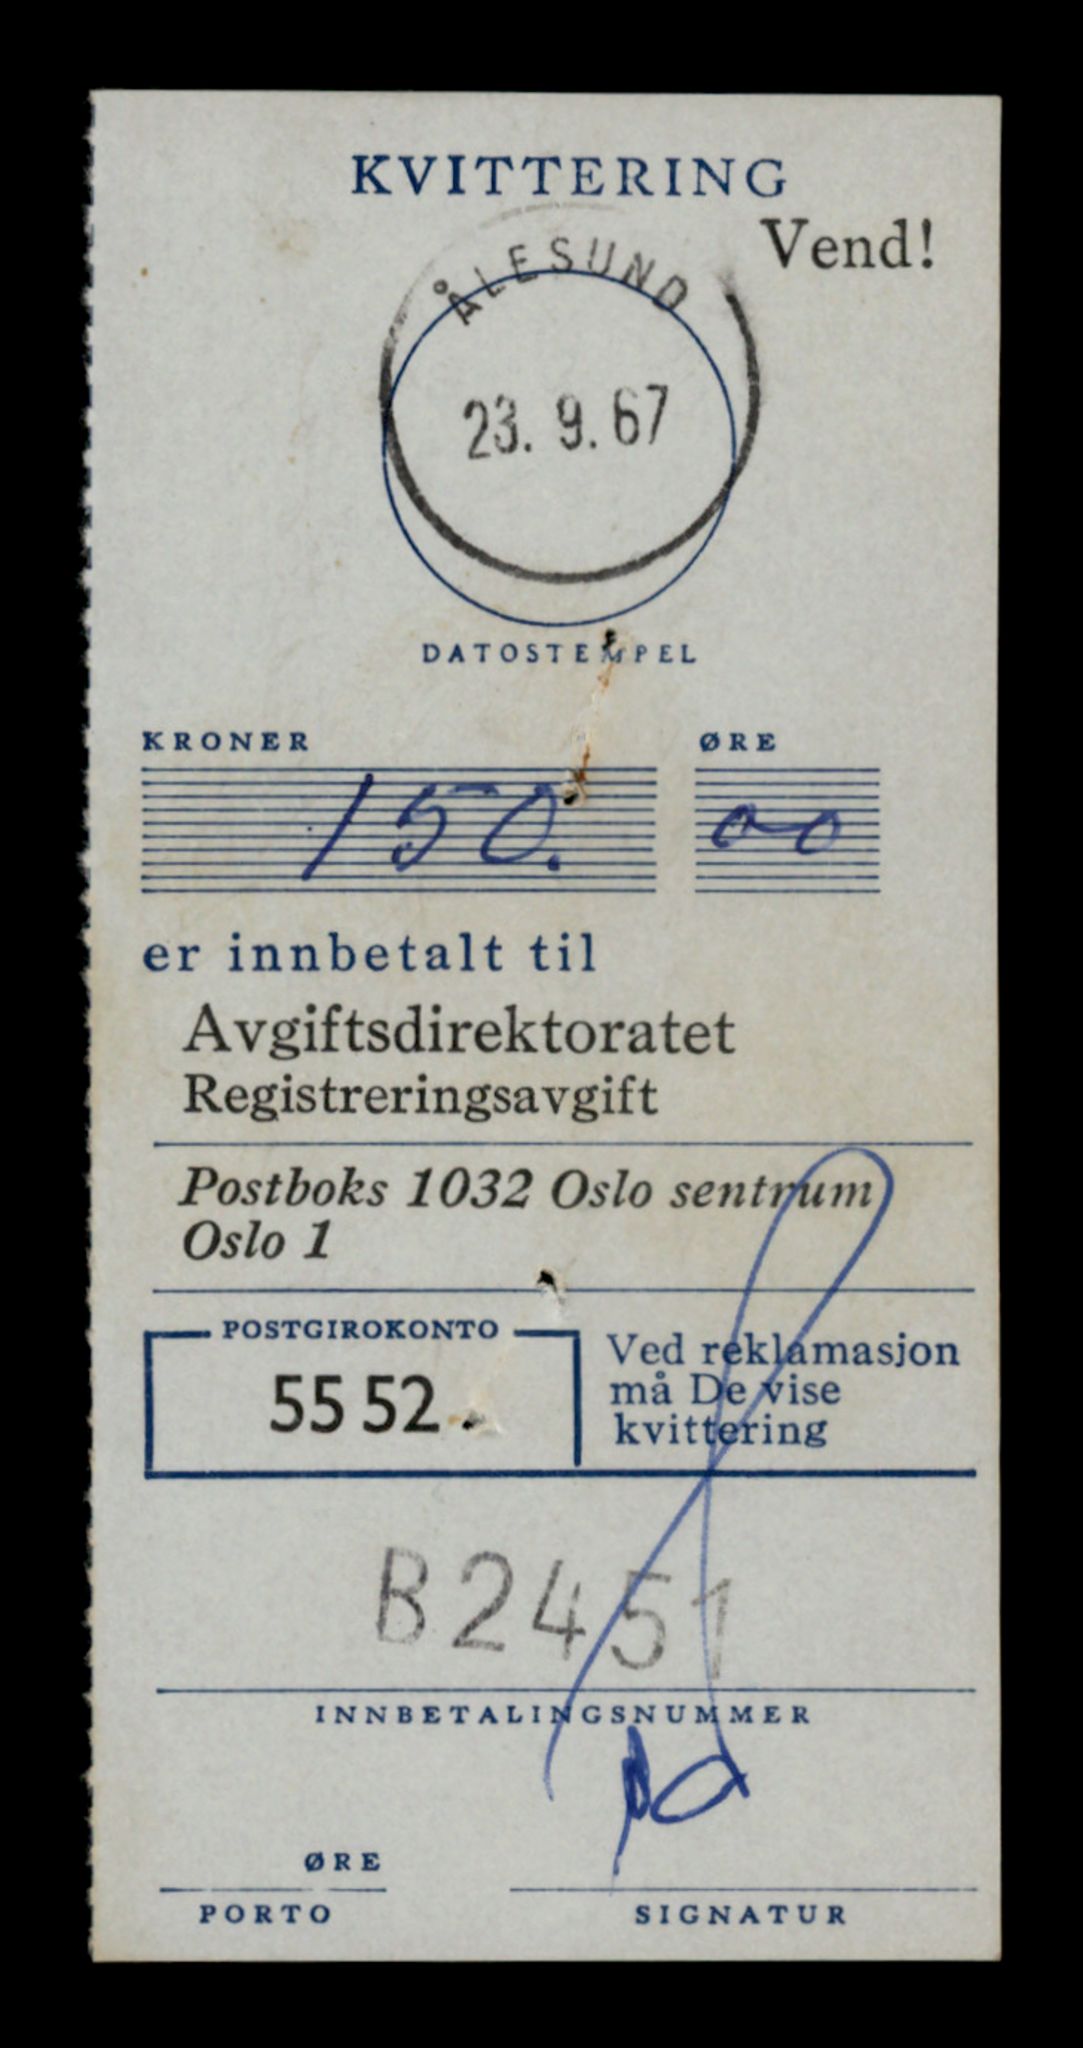 KVITTERING
Vend!
ÅLESUND
23. 9. 67
DATOSTEMPEL
KRONER ØRE
150. 00
er innbetalt til
Avgiftsdirektoratet
Registreringsavgift
Postboks 1032 Oslo sentrum
Oslo 1
POSTGIROKONTO
55 52.
Ved reklamasjon
må De vise
kvittering
B2451
INNBETALINGSNUMMER
ØRE
PORTO
SIGNATUR